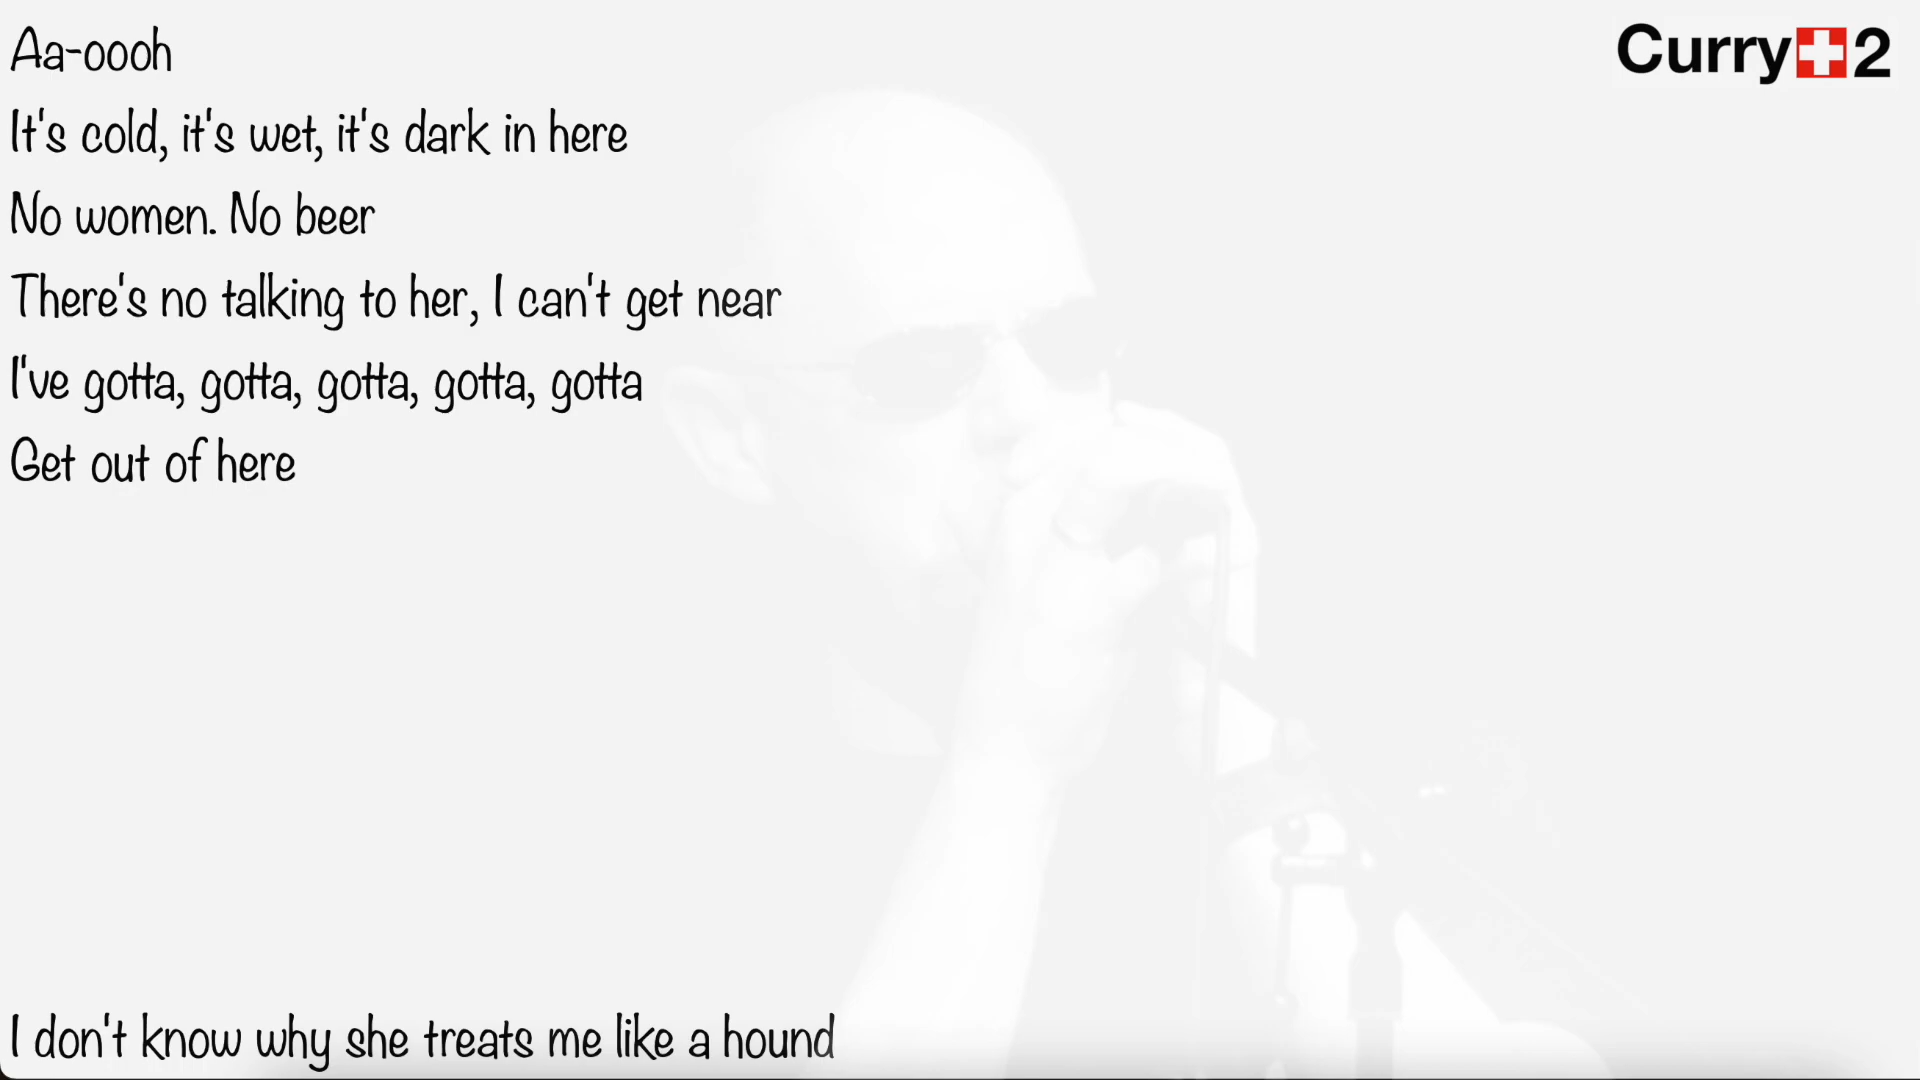 Aa-oooh
Curry+2
It's cold, it's wet, it's dark in here
No women. No beer
There's no talking to her, I can't get near
I've gotta, gotta, gotta, gotta, gotta
Get out of here
I don't know why she treats me like a hound